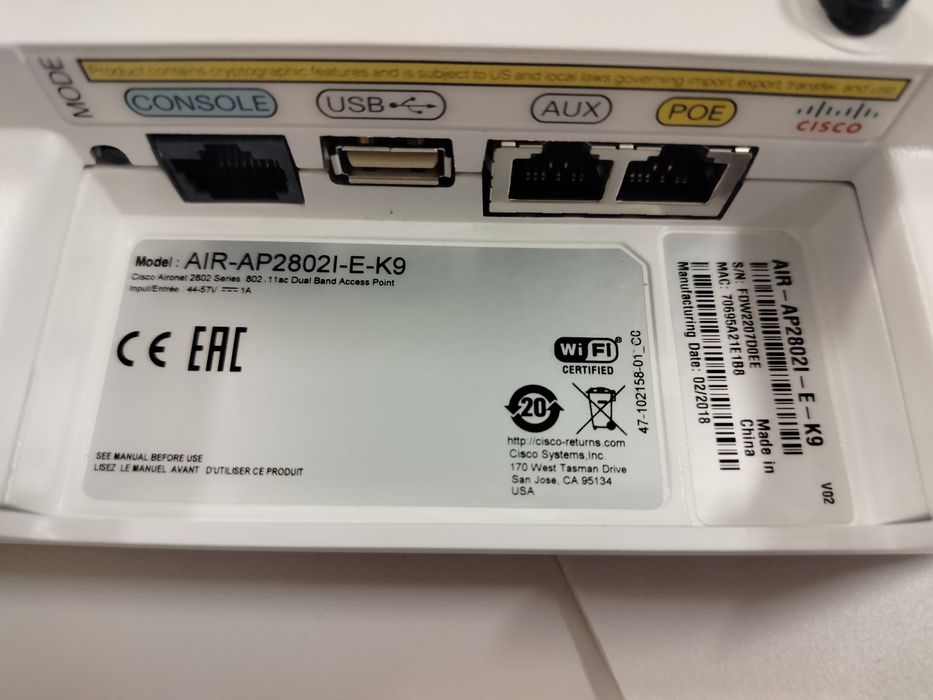 MODE
Product contains cryptographic features and is subject to US and local laws governing import export transfer and use
CONSOLE
USB
AUX
POE
CISCO
Model : AIR-AP2802I-E-K9
Cisco Aironet 2802 Series 802.11ac Dual Band Access Point
Input/Entrée 44-57V ⎓ 1A
CE EAC
Wi Fi®
CERTIFIED
20
47-102158-01_C0
http://cisco-returns.com
Cisco Systems,Inc.
170 West Tasman Drive
San Jose, CA 95134
USA
SEE MANUAL BEFORE USE
LISEZ LE MANUEL AVANT D'UTILISER CE PRODUIT
AIR-AP2802I-E-K9
S/N: FDW2207D0EE
MAC: 70695A21E1B8
Manufacturing Date: 02/2018
Made in
China
V02